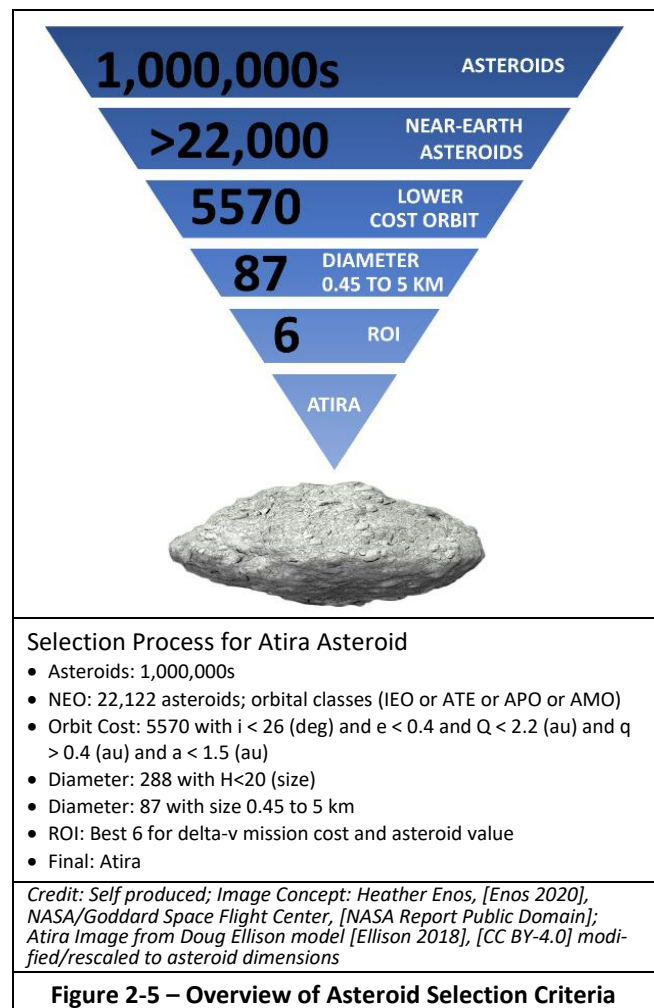 1,000,000s ASTEROIDS
>22,000 NEAR-EARTH
ASTEROIDS
5570 LOWER
COST ORBIT
87 DIAMETER
0.45 TO 5 KM
6 ROI
ATIRA
Selection Process for Atira Asteroid
• Asteroids: 1,000,000s
• NEO: 22,122 asteroids; orbital classes (IEO or ATE or APO or AMO)
• Orbit Cost: 5570 with i < 26 (deg) and e < 0.4 and Q < 2.2 (au) and q
> 0.4 (au) and a < 1.5 (au)
• Diameter: 288 with H<20 (size)
• Diameter: 87 with size 0.45 to 5 km
• ROI: Best 6 for delta-v mission cost and asteroid value
• Final: Atira
Credit: Self produced; Image Concept: Heather Enos, [Enos 2020],
NASA/Goddard Space Flight Center, [NASA Report Public Domain];
Atira Image from Doug Ellison model [Ellison 2018], [CC BY-4.0] modi-
fied/rescaled to asteroid dimensions
Figure 2-5 – Overview of Asteroid Selection Criteria